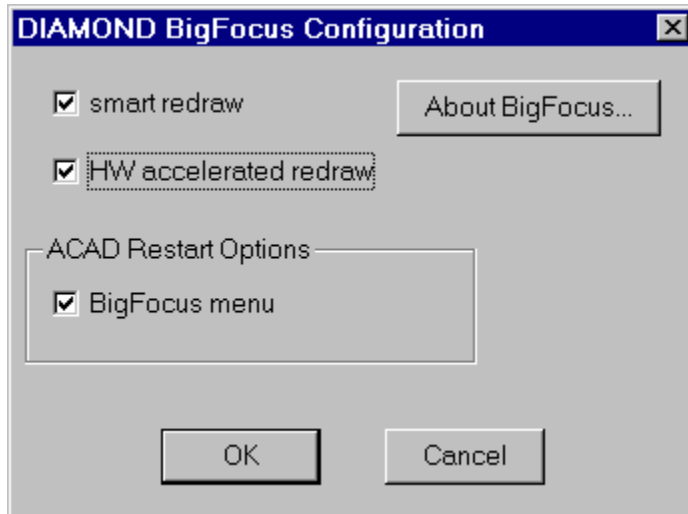 DIAMOND BigFocus Configuration
smart redraw
About BigFocus...
HW accelerated redraw
ACAD Restart Options
BigFocus menu
OK
Cancel